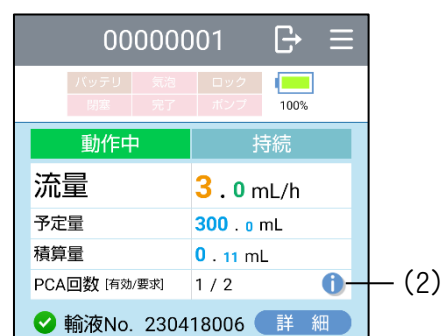 00000001
バッテリ 気泡 ロック
閉塞 完了 ポンプ 100%
動作中 持続
流量 3.0 mL/h
予定量 300.0 mL
積算量 0.11 mL
PCA回数 [有効/要求] 1 / 2 i (2)
輸液No. 230418006 詳 細